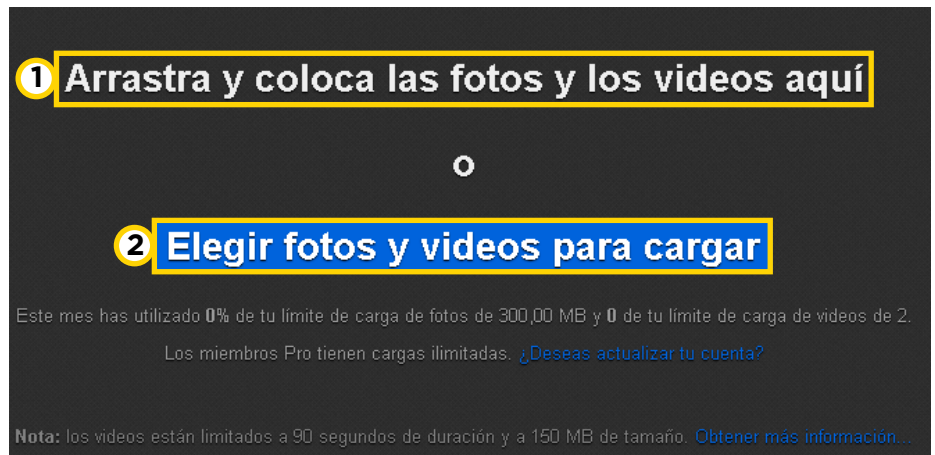 1 Arrastra y coloca las fotos y los videos aquí
o
2 Elegir fotos y videos para cargar
Este mes has utilizado 0% de tu límite de carga de fotos de 300,00 MB y 0 de tu límite de carga de videos de 2.
Los miembros Pro tienen cargas ilimitadas. ¿Deseas actualizar tu cuenta?
Nota: los videos están limitados a 90 segundos de duración y a 150 MB de tamaño. Obtener más información...